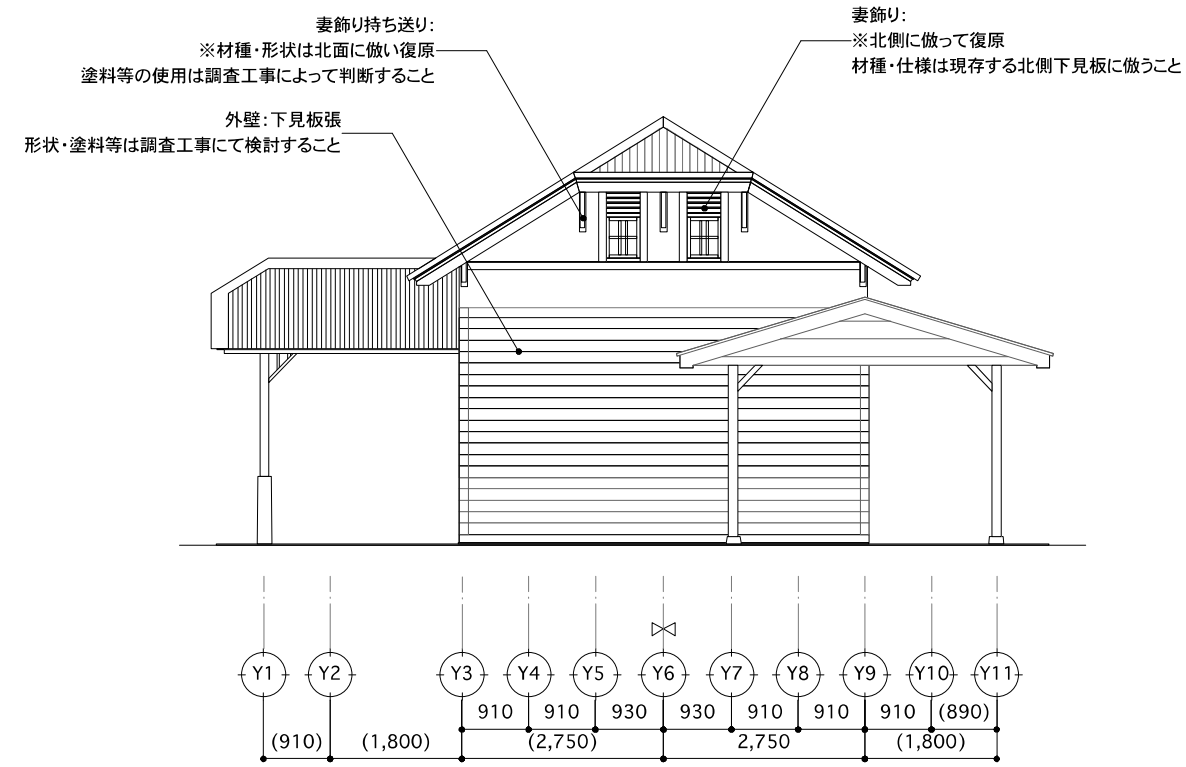 妻飾り持ち送り:
※材種・形状は北面に倣い復原
塗料等の使用は調査工事によって判断すること
妻飾り:
※北側に倣って復原
材種・仕様は現存する北側下見板に倣うこと
外壁:下見板張
形状・塗料等は調査工事にて検討すること
Y1 Y2 Y3 Y4 Y5 Y6 Y7 Y8 Y9 Y10 Y11
910 910 930 930 910 910 910 (890)
(910) (1,800) (2,750) 2,750 (1,800)